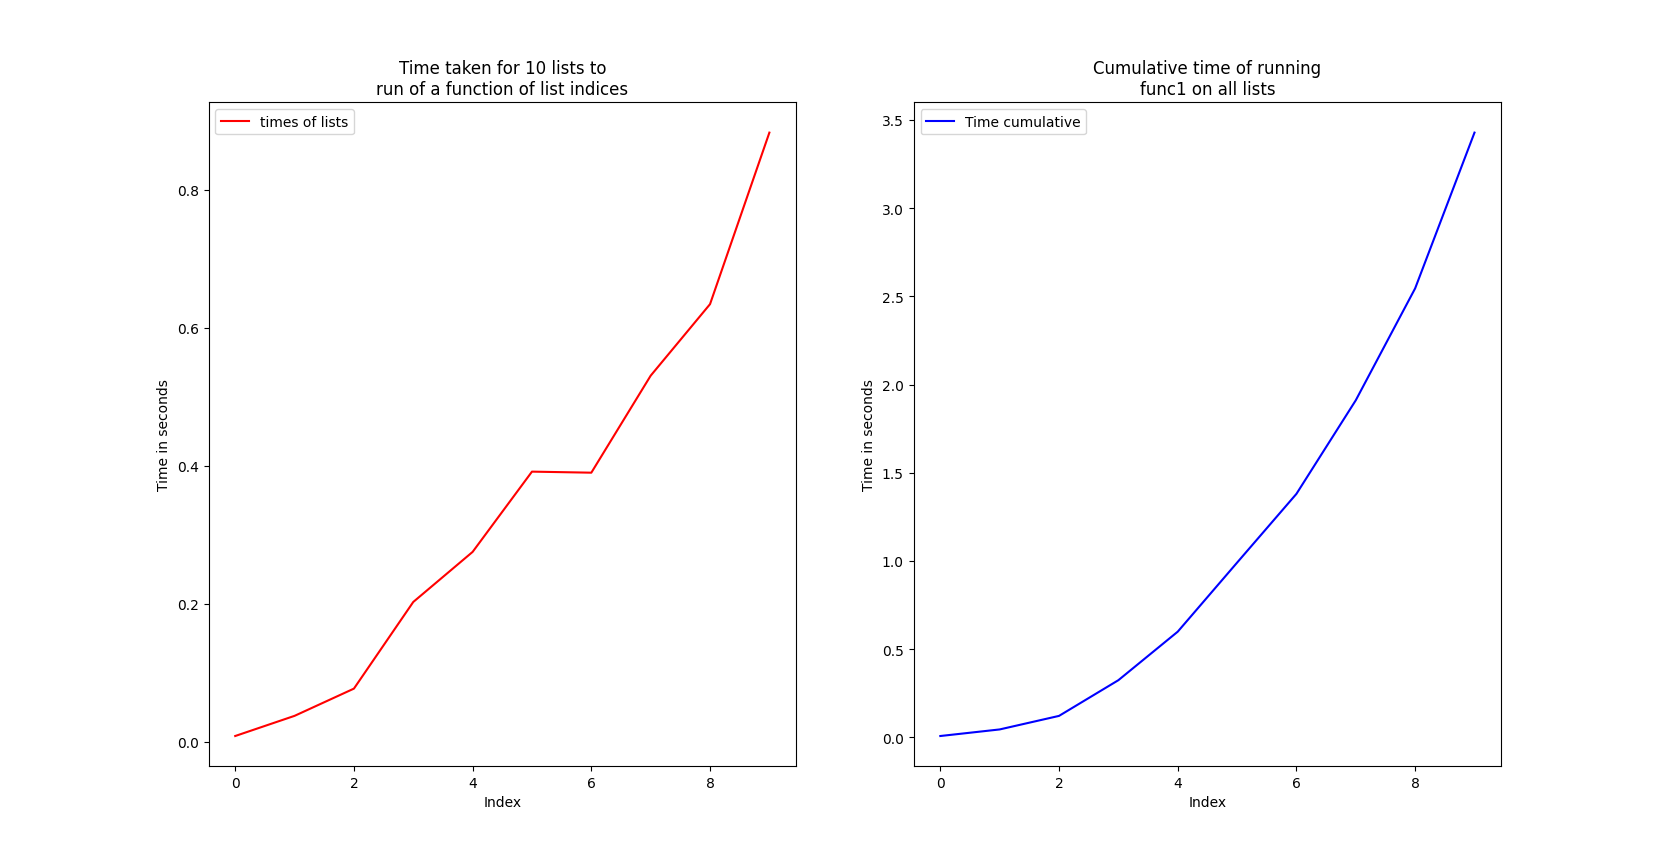 Time taken for 10 lists to
run of a function of list indices
times of lists
0.8
0.6
0.4
0.2
0.0
Time in seconds
0 2 4 6 8
Index
Cumulative time of running
func1 on all lists
Time cumulative
3.5
3.0
2.5
2.0
1.5
1.0
0.5
0.0
Time in seconds
0 2 4 6 8
Index